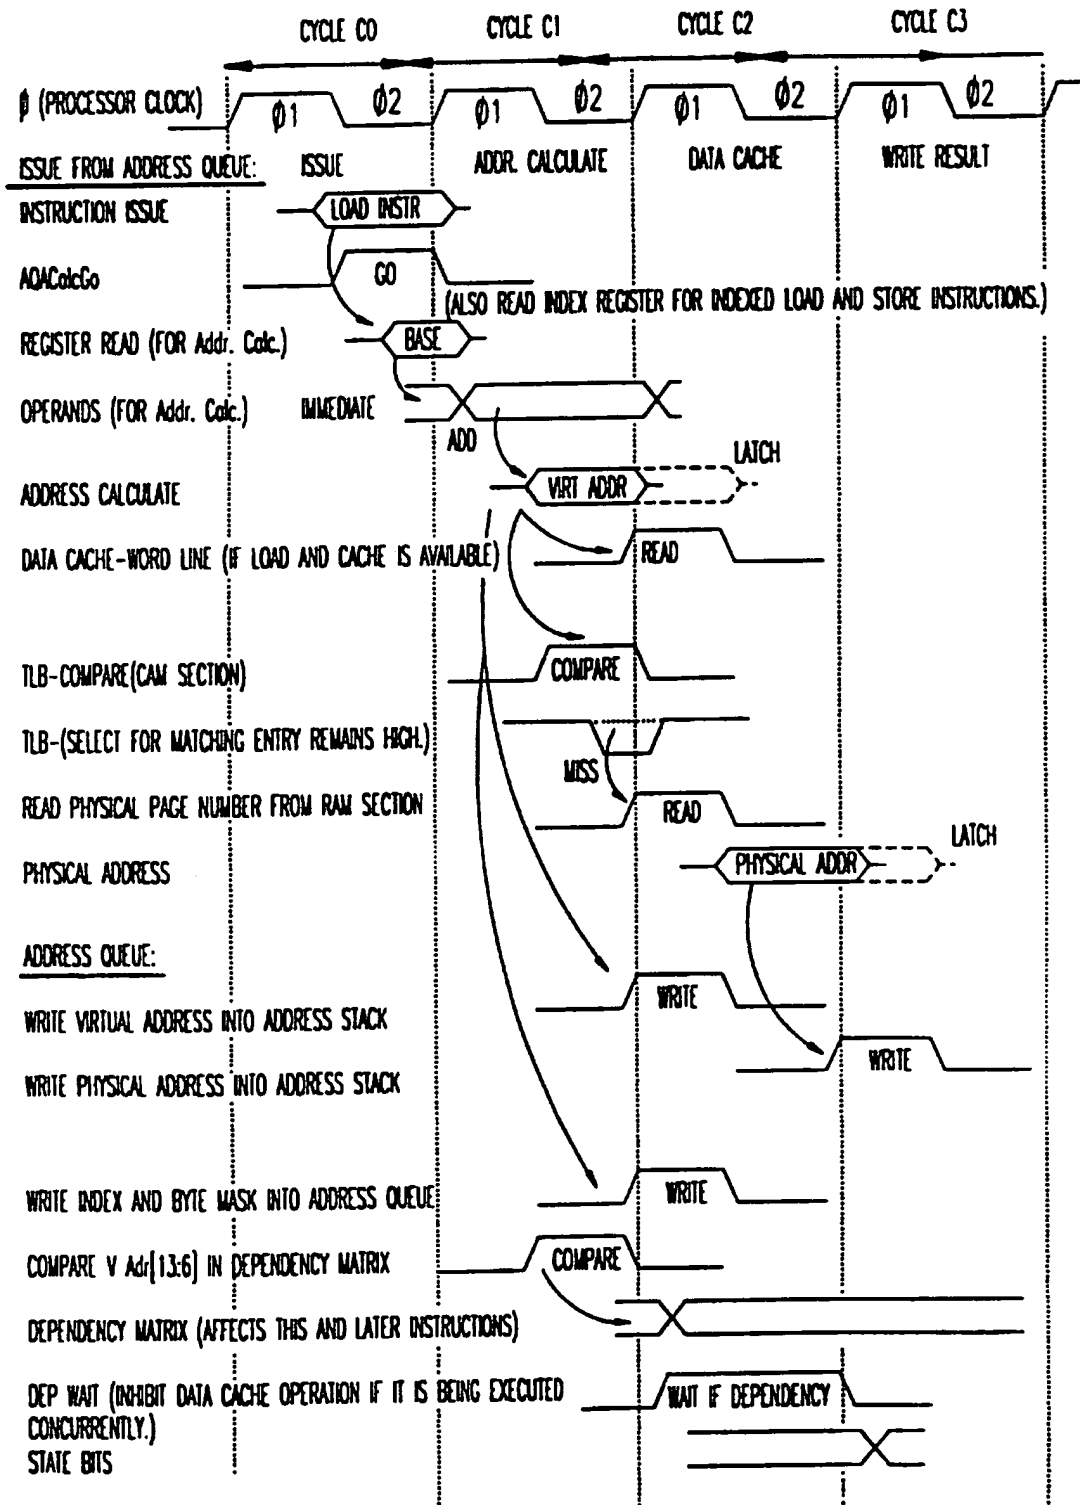 CYCLE C0 CYCLE C1 CYCLE C2 CYCLE C3
ϕ (PROCESSOR CLOCK) ϕ1 ϕ2 ϕ1 ϕ2 ϕ1 ϕ2 ϕ1 ϕ2
ISSUE FROM ADDRESS QUEUE: ISSUE ADDR. CALCULATE DATA CACHE WRITE RESULT
INSTRUCTION ISSUE LOAD INSTR
AQACalcGo GO
(ALSO READ INDEX REGISTER FOR INDEXED LOAD AND STORE INSTRUCTIONS.)
REGISTER READ (FOR Addr. Calc.) BASE
OPERANDS (FOR Addr. Calc.) IMMEDIATE
ADD
LATCH
ADDRESS CALCULATE VIRT ADDR
DATA CACHE-WORD LINE (IF LOAD AND CACHE IS AVAILABLE) READ
TLB-COMPARE(CAM SECTION) COMPARE
TLB-(SELECT FOR MATCHING ENTRY REMAINS HIGH.)
MISS
READ PHYSICAL PAGE NUMBER FROM RAM SECTION READ
LATCH
PHYSICAL ADDRESS PHYSICAL ADDR
ADDRESS QUEUE:
WRITE VIRTUAL ADDRESS INTO ADDRESS STACK WRITE
WRITE PHYSICAL ADDRESS INTO ADDRESS STACK WRITE
WRITE INDEX AND BYTE MASK INTO ADDRESS QUEUE WRITE
COMPARE V Adr[13:6] IN DEPENDENCY MATRIX COMPARE
DEPENDENCY MATRIX (AFFECTS THIS AND LATER INSTRUCTIONS)
DEP WAIT (INHIBIT DATA CACHE OPERATION IF IT IS BEING EXECUTED WAIT IF DEPENDENCY
CONCURRENTLY.)
STATE BITS